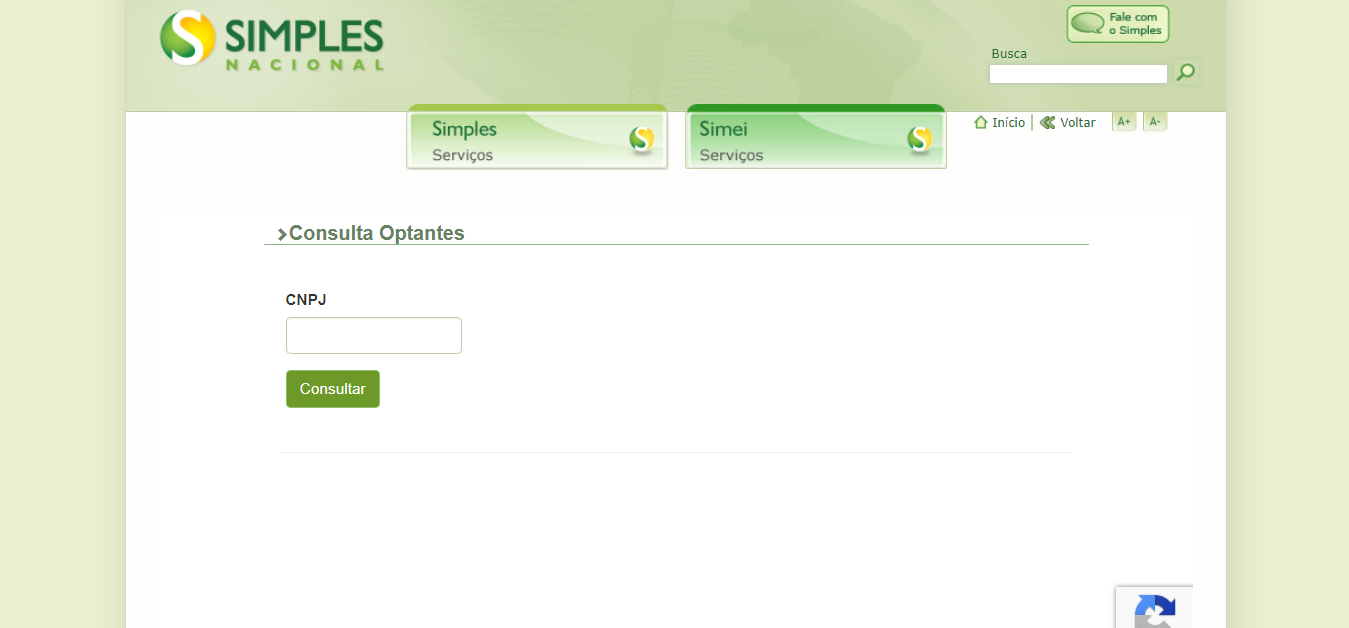 SIMPLES
NACIONAL
Fale com
o Simples
Busca
Simples
Serviços
Simei
Serviços
Início
Voltar
A+
A-
Consulta Optantes
CNPJ
Consultar